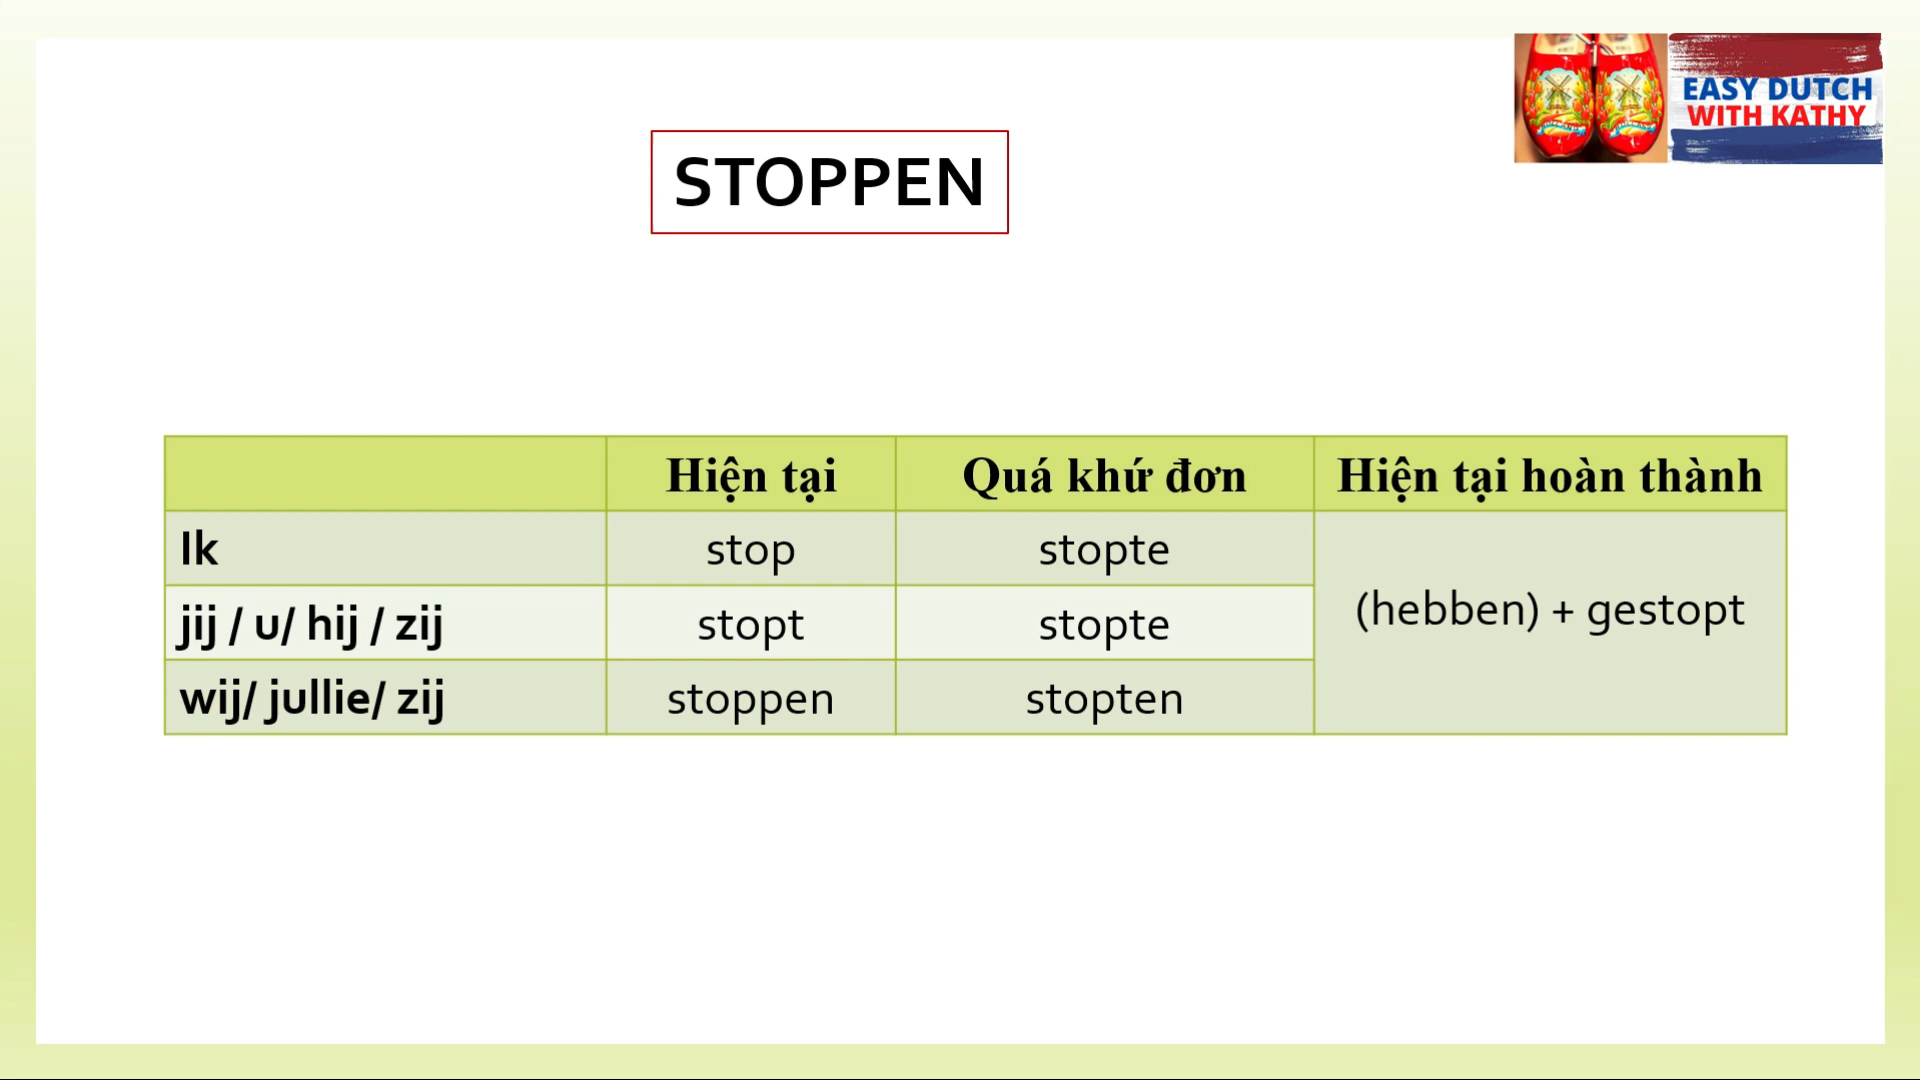 EASY DUTCH
WITH KATHY
STOPPEN
Hiện tại Quá khứ đơn Hiện tại hoàn thành
Ik stop stopte
jij / u/ hij / zij stopt stopte
(hebben) + gestopt
wij/ jullie/ zij stoppen stopten